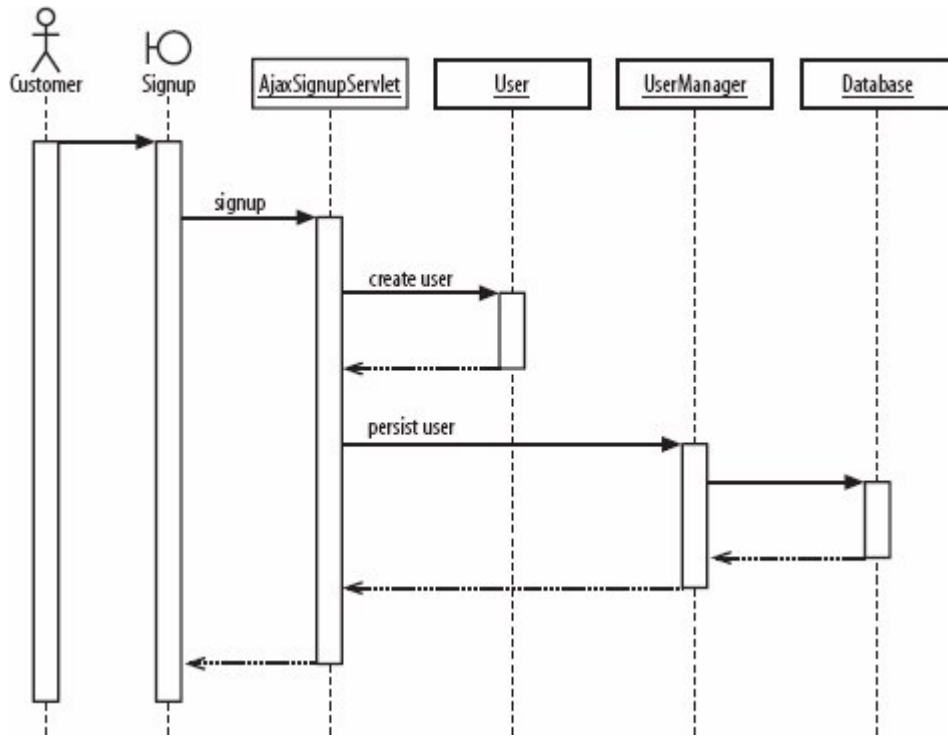 Customer
Signup
AjaxSignupServlet
User
UserManager
Database
signup
create user
persist user